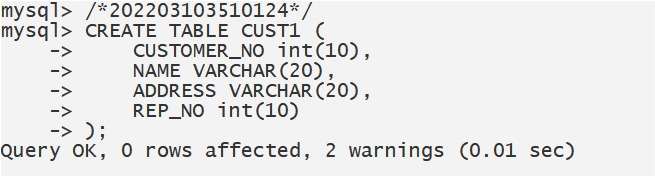 mysql> /*202203103510124*/
mysql> CREATE TABLE CUST1 (
    ->     CUSTOMER_NO int(10),
    ->     NAME VARCHAR(20),
    ->     ADDRESS VARCHAR(20),
    ->     REP_NO int(10)
    -> );
Query OK, 0 rows affected, 2 warnings (0.01 sec)